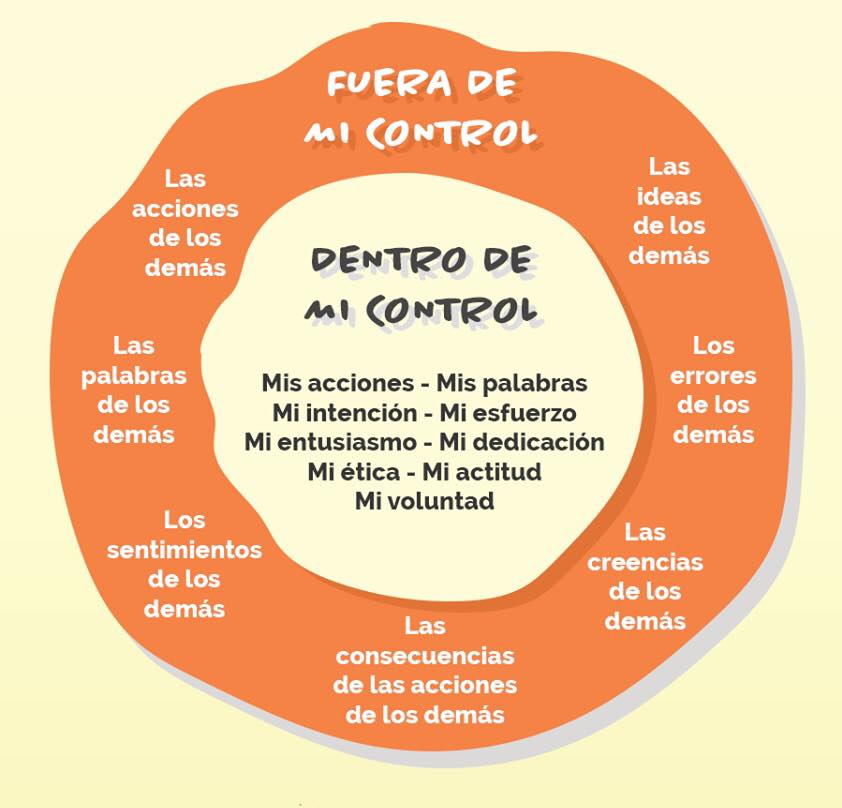 FUERA DE
MI CONTROL
Las
acciones
de los
demás
Las
ideas
de los
demás
DENTRO DE
MI CONTROL
Las
palabras
de los
demás
Los
errores
de los
demás
Mis acciones - Mis palabras
Mi intención - Mi esfuerzo
Mi entusiasmo - Mi dedicación
Mi ética - Mi actitud
Mi voluntad
Los
sentimientos
de los
demás
Las
creencias
de los
demás
Las
consecuencias
de las acciones
de los demás